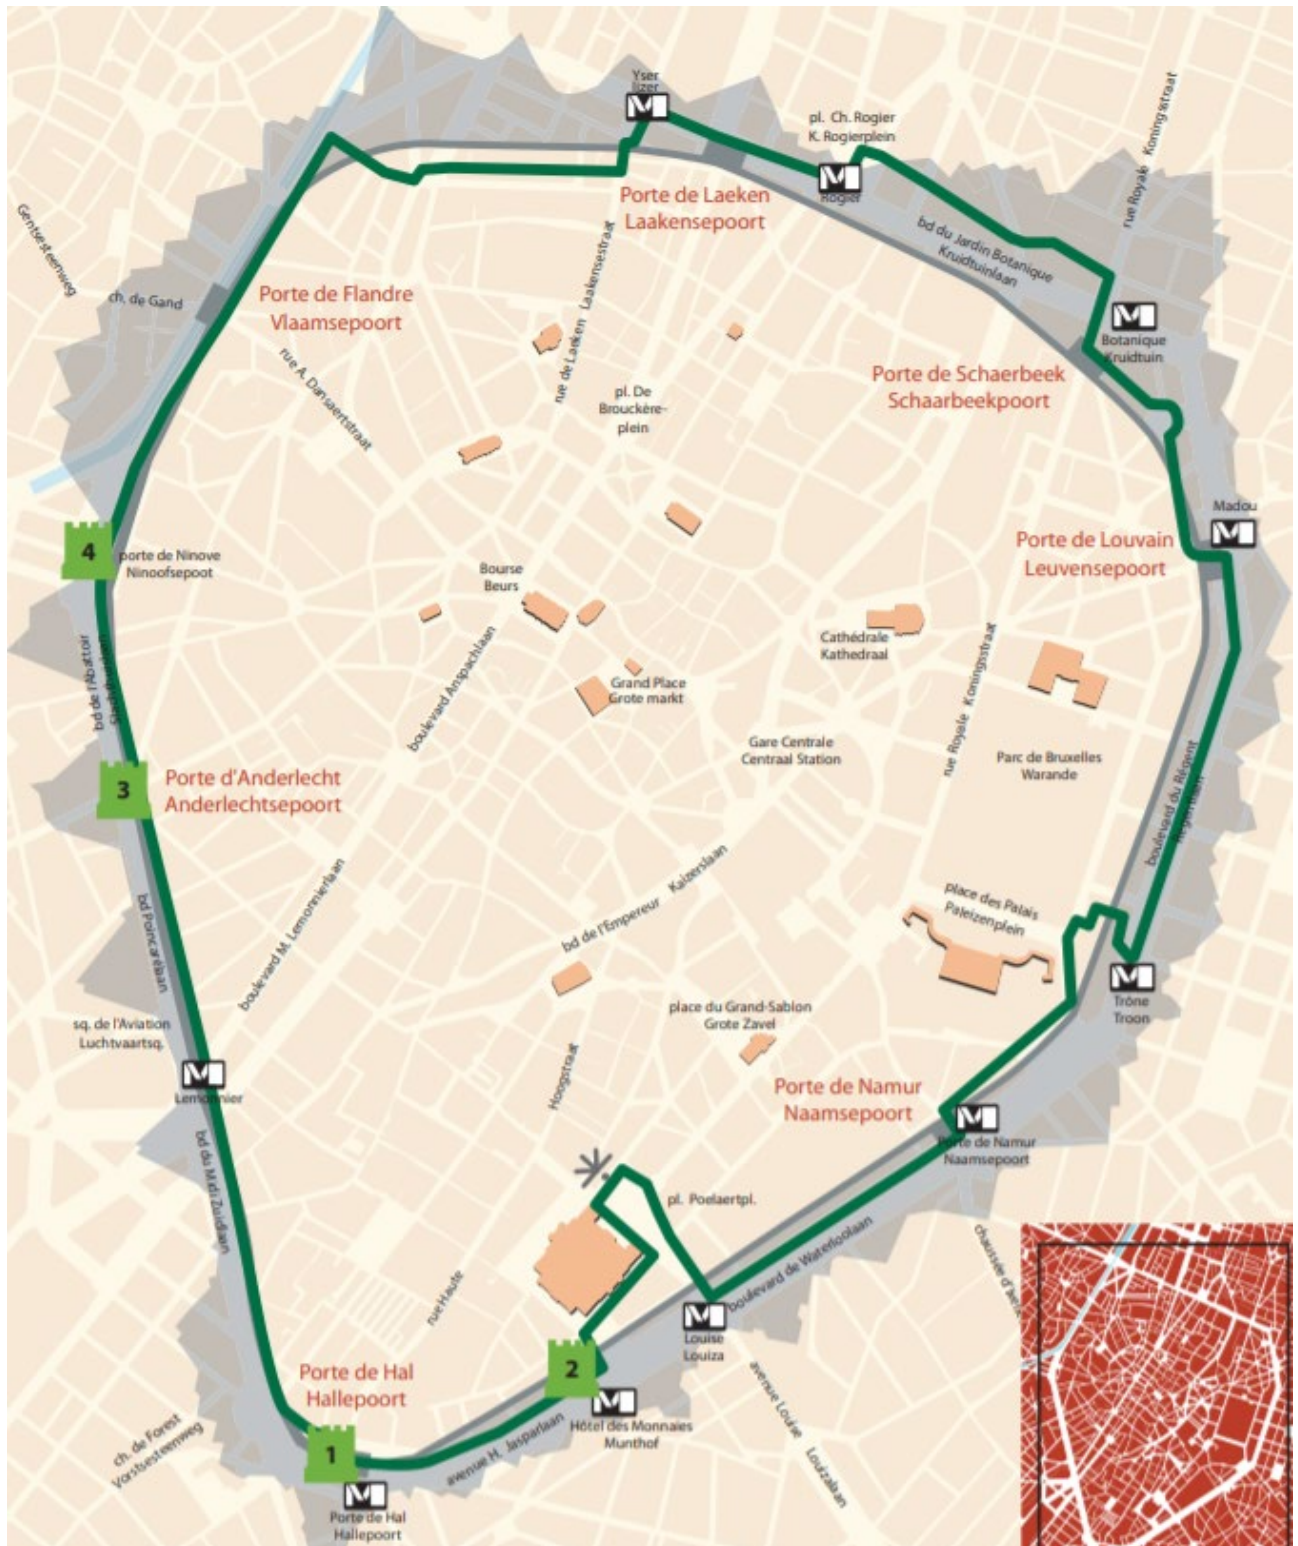 Yser
Ijzer
pl. Ch. Rogier
K. Rogierplein
Rogier
rue Royale Koningsstraat
Porte de Laeken
Laakensepoort
bd du Jardin Botanique
Kruidtuinlaan
Gentsesteenweg
ch. de Gand
Porte de Flandre
Vlaamsepoort
rue de Laeken Laakensestraat
Botanique
Kruidtuin
rue A. Dansaertstraat
pl. De
Brouckère-
plein
Porte de Schaerbeek
Schaarbeekpoort
Madou
4
porte de Ninove
Ninoofsepoot
Porte de Louvain
Leuvensepoort
Bourse
Beurs
bd de l'Abattoir
boulevard Anspachlaan
Cathédrale
Kathedraal
Grand Place
Grote markt
rue Royale Koningsstraat
Gare Centrale
Centraal Station
Parc de Bruxelles
Warande
3
Porte d'Anderlecht
Anderlechtsepoort
boulevard du Régent
bd Poincarélaan
boulevard M. Lemonnierlaan
bd de l'Empereur Kaizerslaan
place des Palais
Paleizenplein
Trône
Troon
sq. de l'Aviation
Luchtvaartsq.
place du Grand-Sablon
Grote Zavel
Lemonnier
Hoogstraat
Porte de Namur
Naamsepoort
Porte de Namur
Naamsepoort
bd du Midi Zuidlaan
pl. Poelaertpl.
boulevard de Waterloolaan
rue Haute
Louise
Louiza
2
Porte de Hal
Hallepoort
avenue Louise Louizalaan
Hôtel des Monnaies
Munthof
avenue H. Jasparlaan
ch. de Forest
Vorstsesteenweg
1
Porte de Hal
Hallepoort